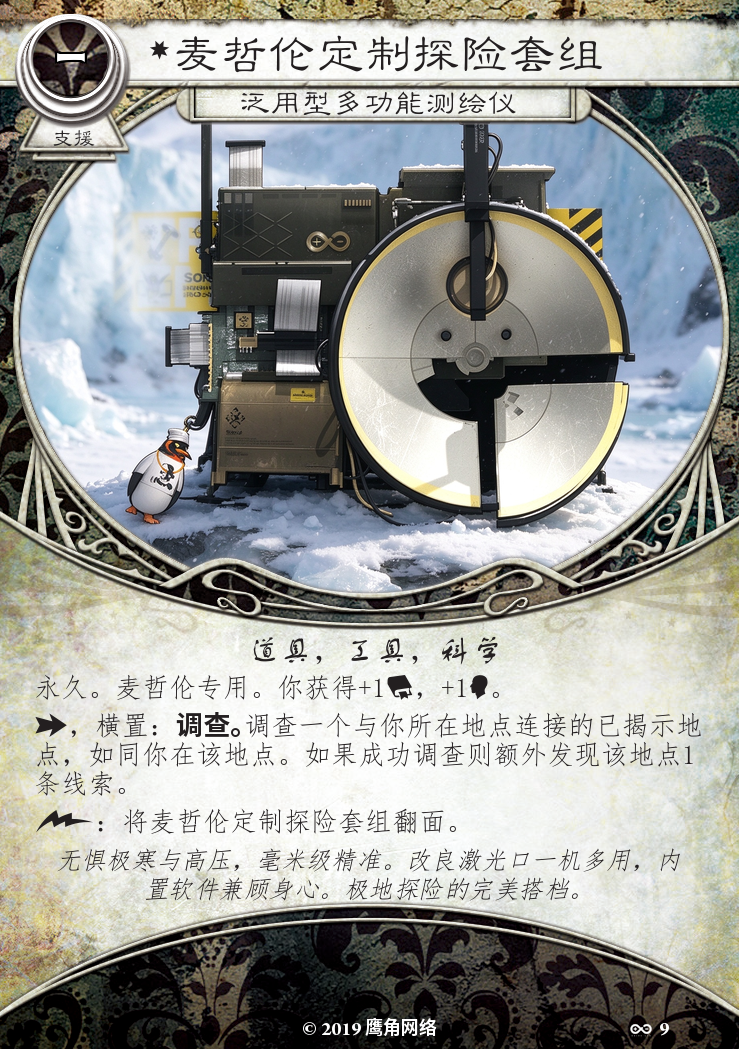 麦哲伦定制探险套组
泛用型多功能测绘仪
支援
道具，工具，科学
永久。麦哲伦专用。你获得+1，+1。
，横置：调查。调查一个与你所在地点连接的已揭示地
点，如同你在该地点。如果成功调查则额外发现该地点1
条线索。
：将麦哲伦定制探险套组翻面。
无惧极寒与高压，毫米级精准。改良激光口一机多用，内
置软件兼顾身心。极地探险的完美搭档。
© 2019 鹰角网络
9